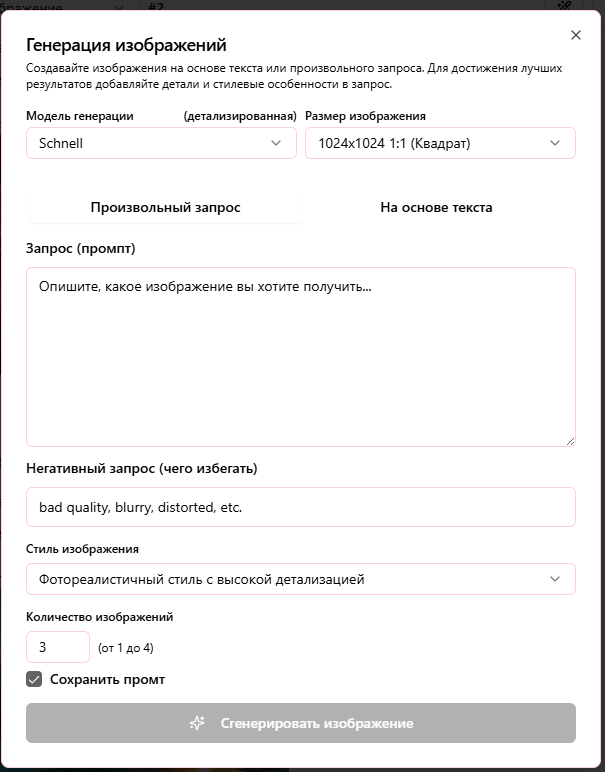 ображение
#2
Генерация изображений
Создавайте изображения на основе текста или произвольного запроса. Для достижения лучших
результатов добавляйте детали и стилевые особенности в запрос.
Модель генерации (детализированная) Размер изображения
Schnell 1024x1024 1:1 (Квадрат)
Произвольный запрос На основе текста
Запрос (промпт)
Опишите, какое изображение вы хотите получить...
Негативный запрос (чего избегать)
bad quality, blurry, distorted, etc.
Стиль изображения
Фотореалистичный стиль с высокой детализацией
Количество изображений
3 (от 1 до 4)
Сохранить промт
Сгенерировать изображение